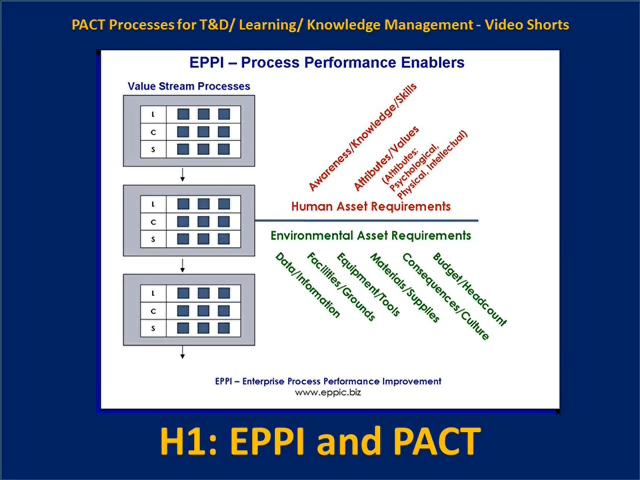 PACT Processes for T&D/ Learning/ Knowledge Management - Video Shorts
EPPI – Process Performance Enablers
Value Stream Processes
L
C
S
L
C
S
L
C
S
Awareness/Knowledge/Skills
Attributes/Values
(Attributes:
Psychological,
Physical, Intellectual)
Human Asset Requirements
Environmental Asset Requirements
Data/Information
Facilities/Grounds
Equipment/Tools
Materials/Supplies
Consequences/Culture
Budget/Headcount
EPPI – Enterprise Process Performance Improvement
www.eppic.biz
H1: EPPI and PACT